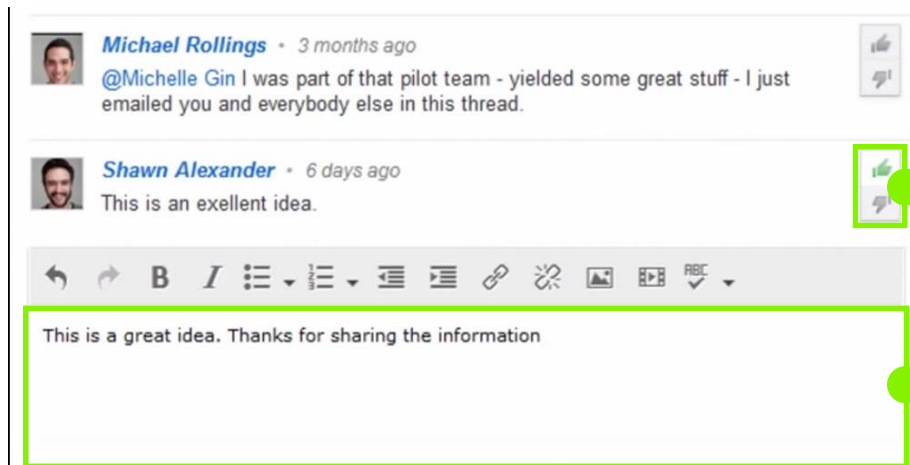 Michael Rollings • 3 months ago
@Michelle Gin I was part of that pilot team - yielded some great stuff - I just
emailed you and everybody else in this thread.
Shawn Alexander • 6 days ago
This is an exellent idea.
B I ABC
This is a great idea. Thanks for sharing the information